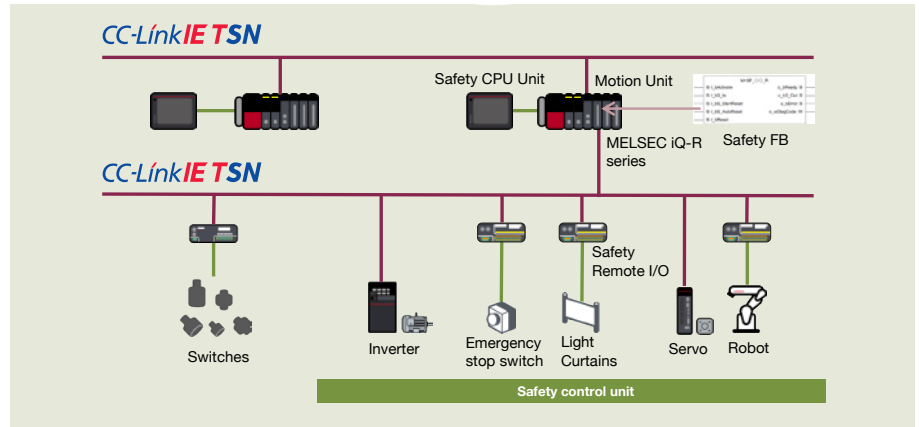 CC-Link IE TSN
Safety CPU Unit
Motion Unit
MELSEC iQ-R
series
Safety FB
CC-Link IE TSN
Safety
Remote I/O
Switches
Inverter
Emergency
stop switch
Light
Curtains
Servo
Robot
Safety control unit